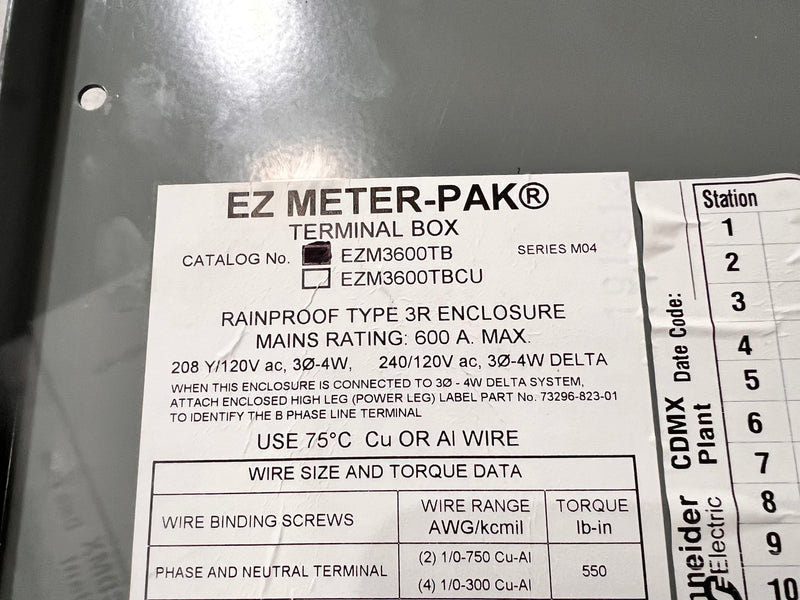 EZ METER-PAK®
TERMINAL BOX
CATALOG No. EZM3600TB SERIES M04
EZM3600TBCU
RAINPROOF TYPE 3R ENCLOSURE
MAINS RATING: 600 A. MAX.
208 Y/120V ac, 3Ø-4W, 240/120V ac, 3Ø-4W DELTA
WHEN THIS ENCLOSURE IS CONNECTED TO 3Ø - 4W DELTA SYSTEM,
ATTACH ENCLOSED HIGH LEG (POWER LEG) LABEL PART No. 73296-823-01
TO IDENTIFY THE B PHASE LINE TERMINAL
USE 75°C Cu OR Al WIRE
WIRE SIZE AND TORQUE DATA
WIRE BINDING SCREWS
WIRE RANGE
AWG/kcmil
TORQUE
lb-in
PHASE AND NEUTRAL TERMINAL
(2) 1/0-750 Cu-Al
(4) 1/0-300 Cu-Al
550
Station
1
2
3
4
5
6
7
8
9
10
Date Code:
CDMX
Plant
neider
Electric